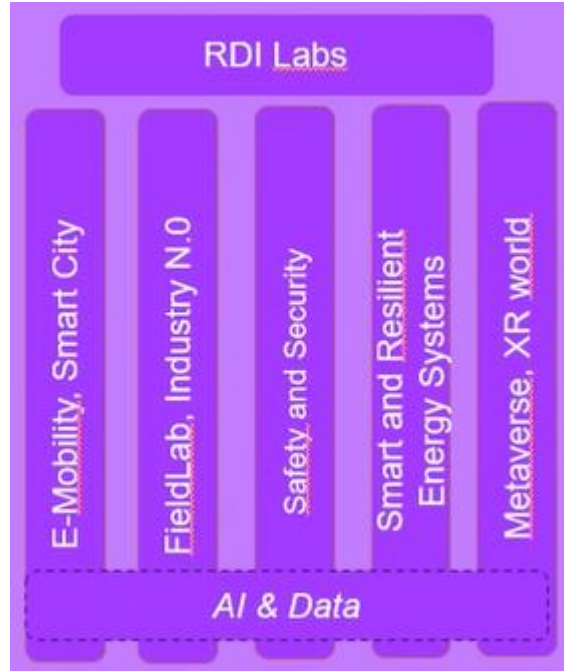 RDI Labs
E-Mobility, Smart City
FieldLab, Industry N.0
Safety and Security
Smart and Resilient
Energy Systems
Metaverse, XR world
AI & Data